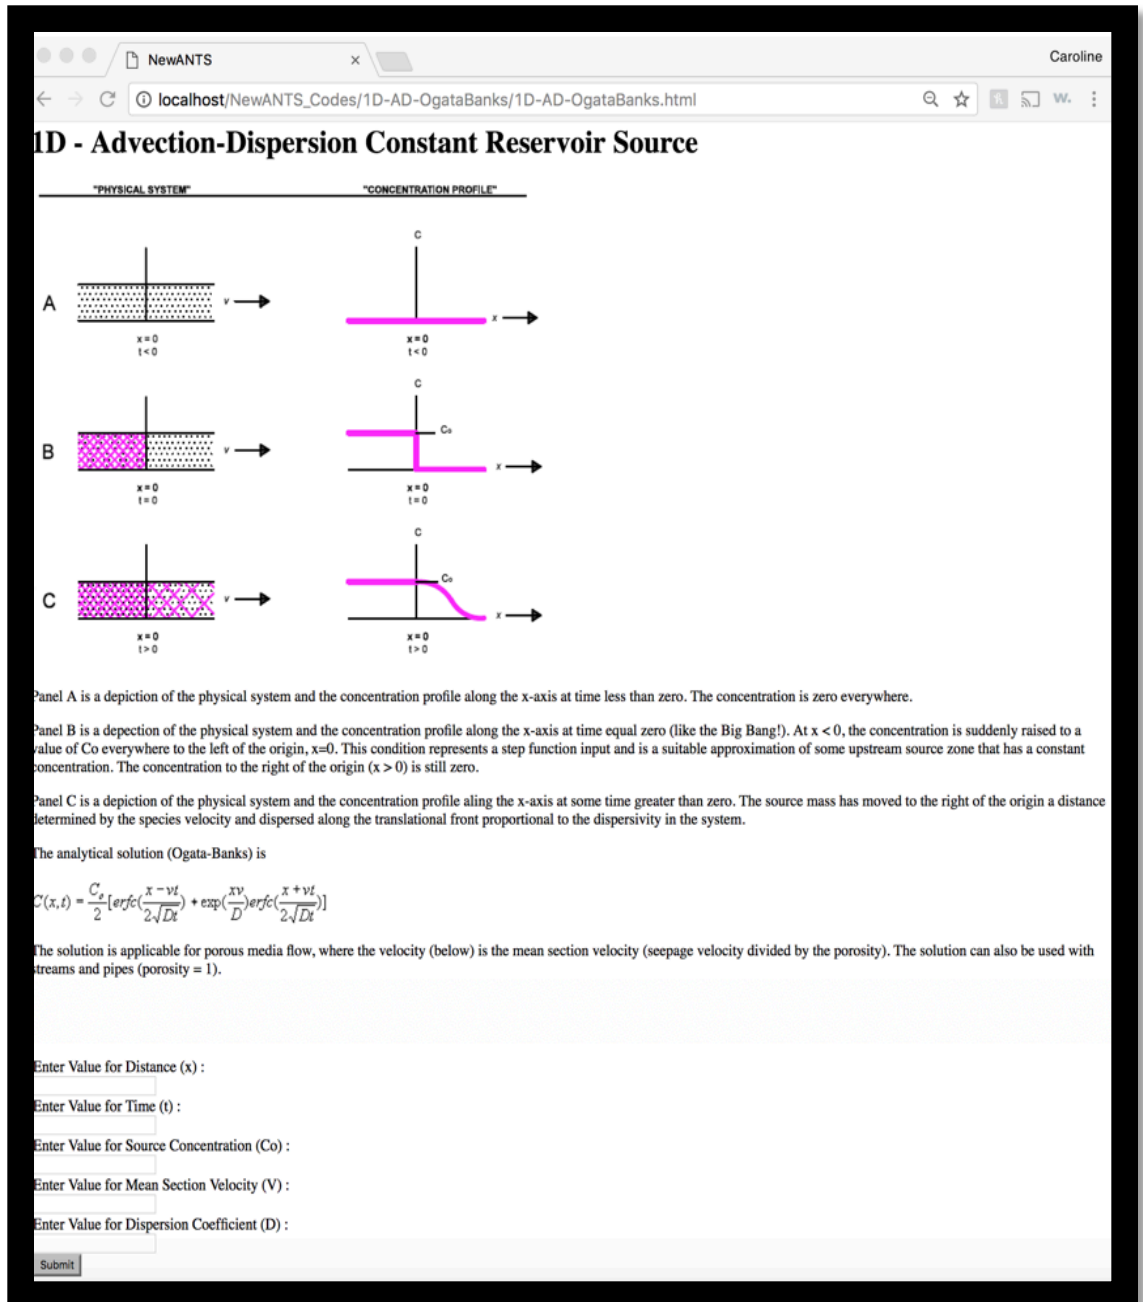 NewANTS ×
Caroline
localhost/NewANTS_Codes/1D-AD-OgataBanks/1D-AD-OgataBanks.html
W.
1D - Advection-Dispersion Constant Reservoir Source
"PHYSICAL SYSTEM" "CONCENTRATION PROFILE"
C
A v x
x = 0 x = 0
t < 0 t < 0
C
Co
B v x
x = 0 x = 0
t = 0 t = 0
C
Co
C v x
x = 0 x = 0
t > 0 t > 0
Panel A is a depiction of the physical system and the concentration profile along the x-axis at time less than zero. The concentration is zero everywhere.
Panel B is a depection of the physical system and the concentration profile along the x-axis at time equal zero (like the Big Bang!). At x < 0, the concentration is suddenly raised to a
value of Co everywhere to the left of the origin, x=0. This condition represents a step function input and is a suitable approximation of some upstream source zone that has a constant
concentration. The concentration to the right of the origin (x > 0) is still zero.
Panel C is a depiction of the physical system and the concentration profile aling the x-axis at some time greater than zero. The source mass has moved to the right of the origin a distance
determined by the species velocity and dispersed along the translational front proportional to the dispersivity in the system.
The analytical solution (Ogata-Banks) is
C(x,t) = C_o/2 [erfc((x - vt)/(2√Dt)) + exp(xv/D)erfc((x + vt)/(2√Dt))]
The solution is applicable for porous media flow, where the velocity (below) is the mean section velocity (seepage velocity divided by the porosity). The solution can also be used with
streams and pipes (porosity = 1).
Enter Value for Distance (x) :
Enter Value for Time (t) :
Enter Value for Source Concentration (Co) :
Enter Value for Mean Section Velocity (V) :
Enter Value for Dispersion Coefficient (D) :
Submit